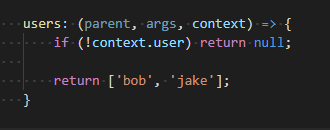 users: (parent, args, context) => {
if (!context.user) return null;
return ['bob', 'jake'];
}